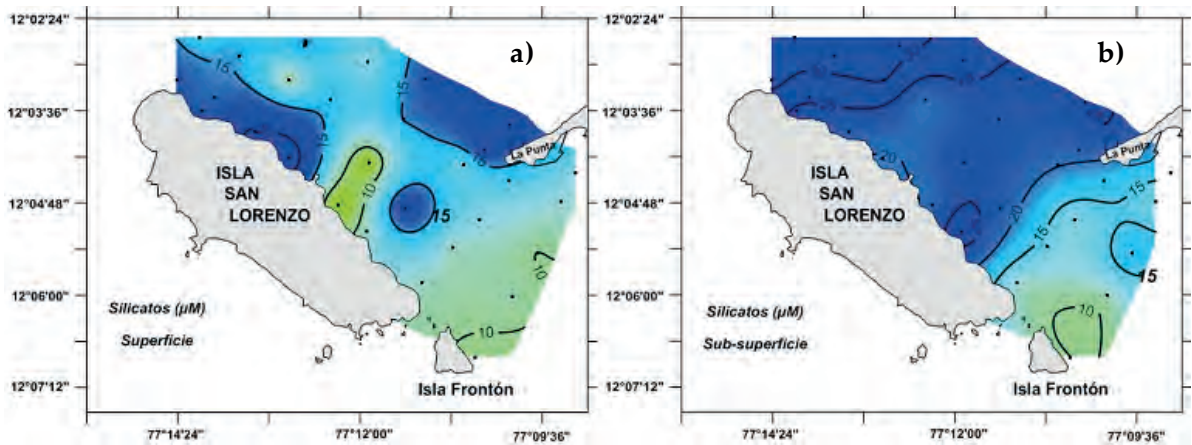 12°02'24"
12°03'36"
12°04'48"
12°06'00"
12°07'12"
77°14'24"
77°12'00"
77°09'36"
a)
15
15
15
15
10
15
10
10
La Punta
ISLA
SAN
LORENZO
Silicatos (µM)
Superficie
Isla Frontón
12°02'24"
12°03'36"
12°04'48"
12°06'00"
12°07'12"
77°14'24"
77°12'00"
77°09'36"
b)
20
20
15
15
15
10
La Punta
ISLA
SAN
LORENZO
Silicatos (µM)
Sub-superficie
Isla Frontón